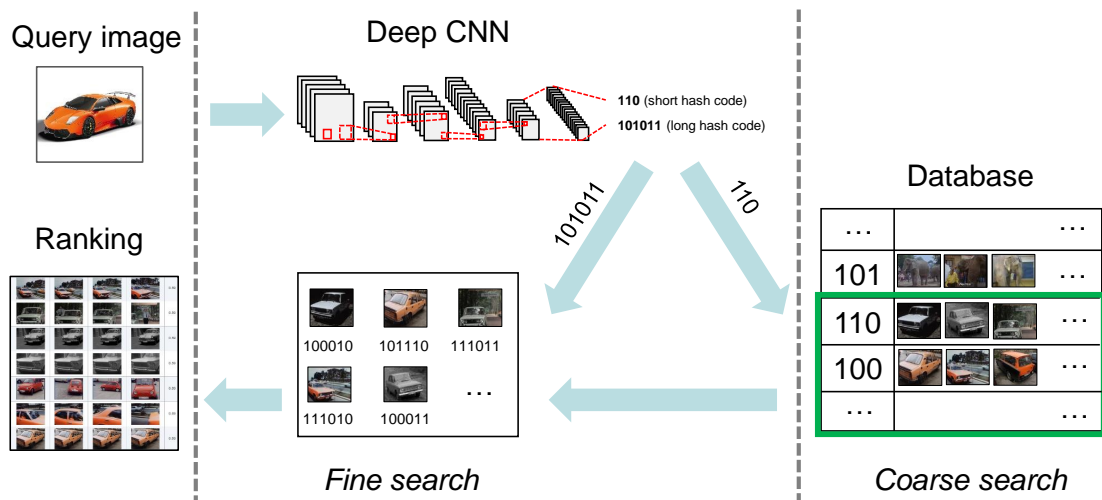 Query image
Deep CNN
110 (short hash code)
101011 (long hash code)
101011
110
Database
...
...
101
...
110
...
100
...
...
...
Ranking
100010
101110
111011
111010
100011
...
Fine search
Coarse search